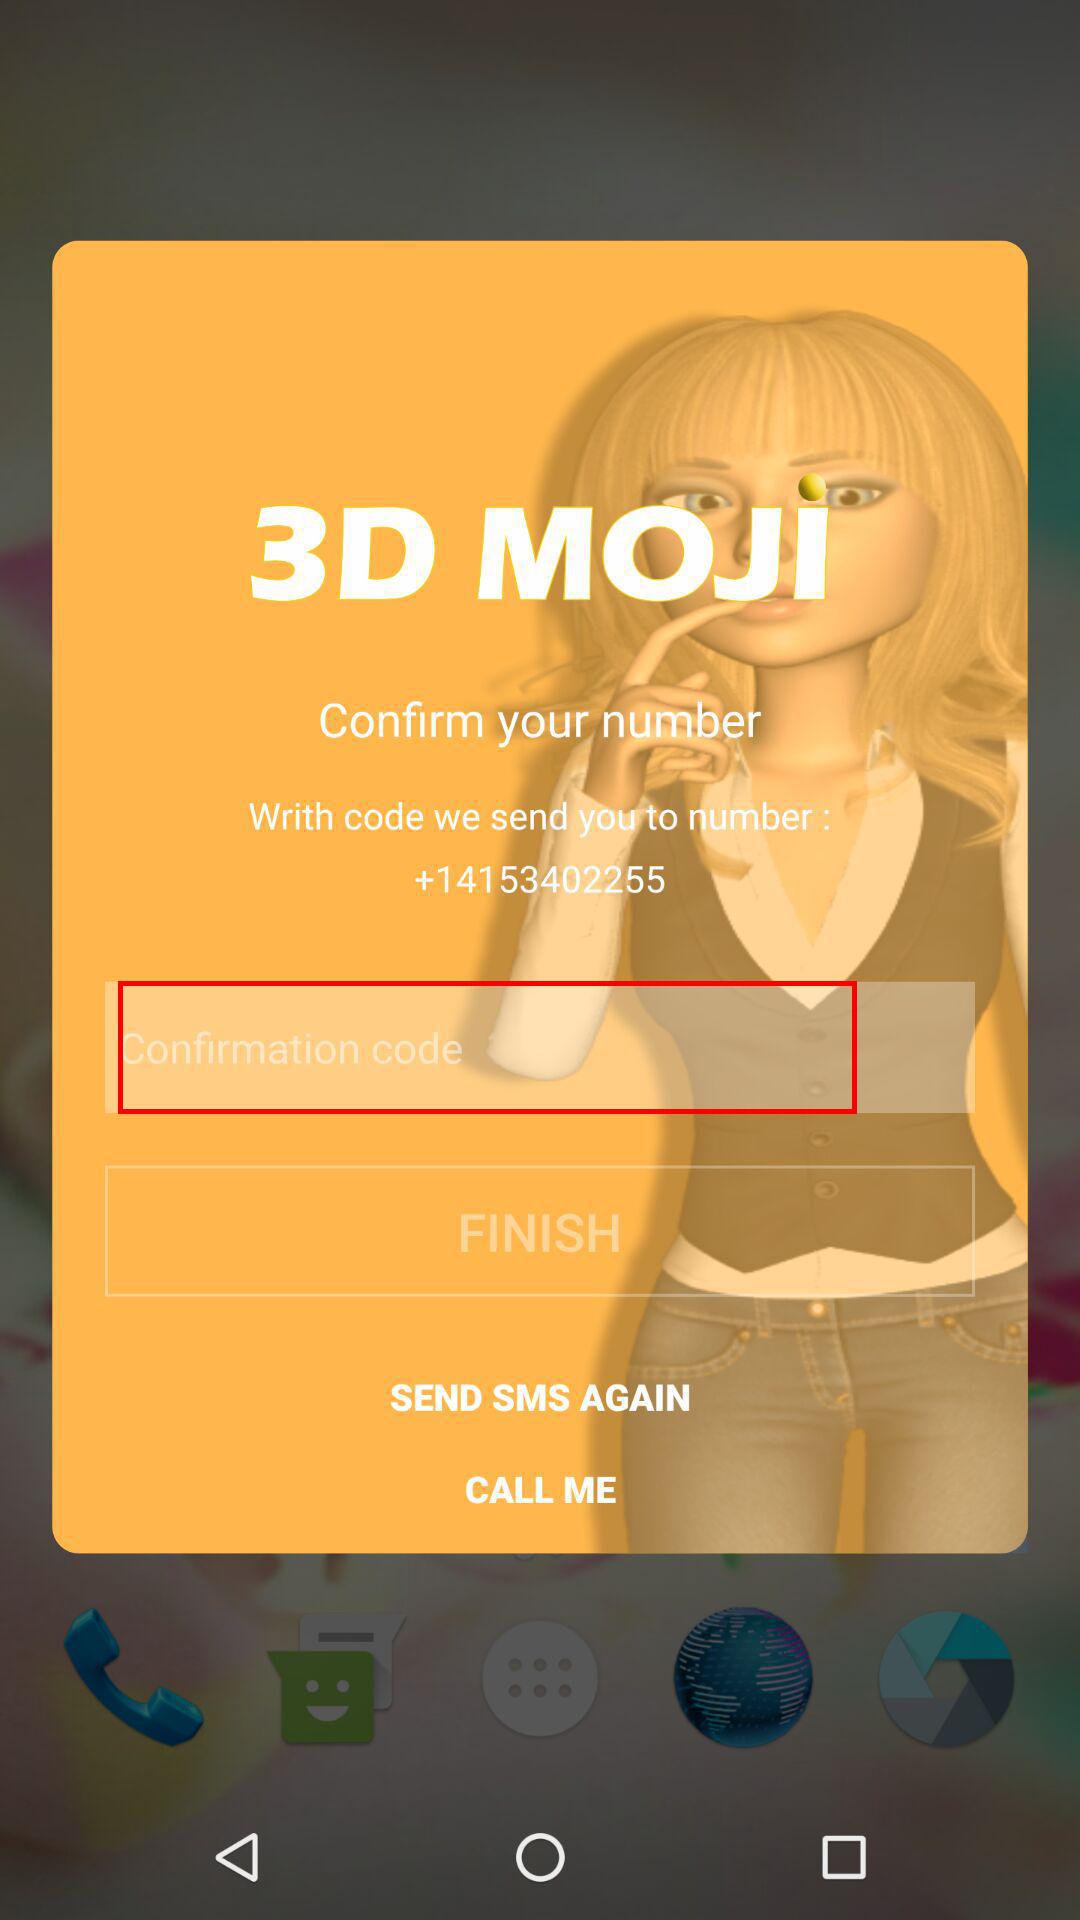 3D MOJi
Confirm your number
Writh code we send you to number :
+14153402255
Confirmation code
FINISH
SEND SMS AGAIN
CALL ME